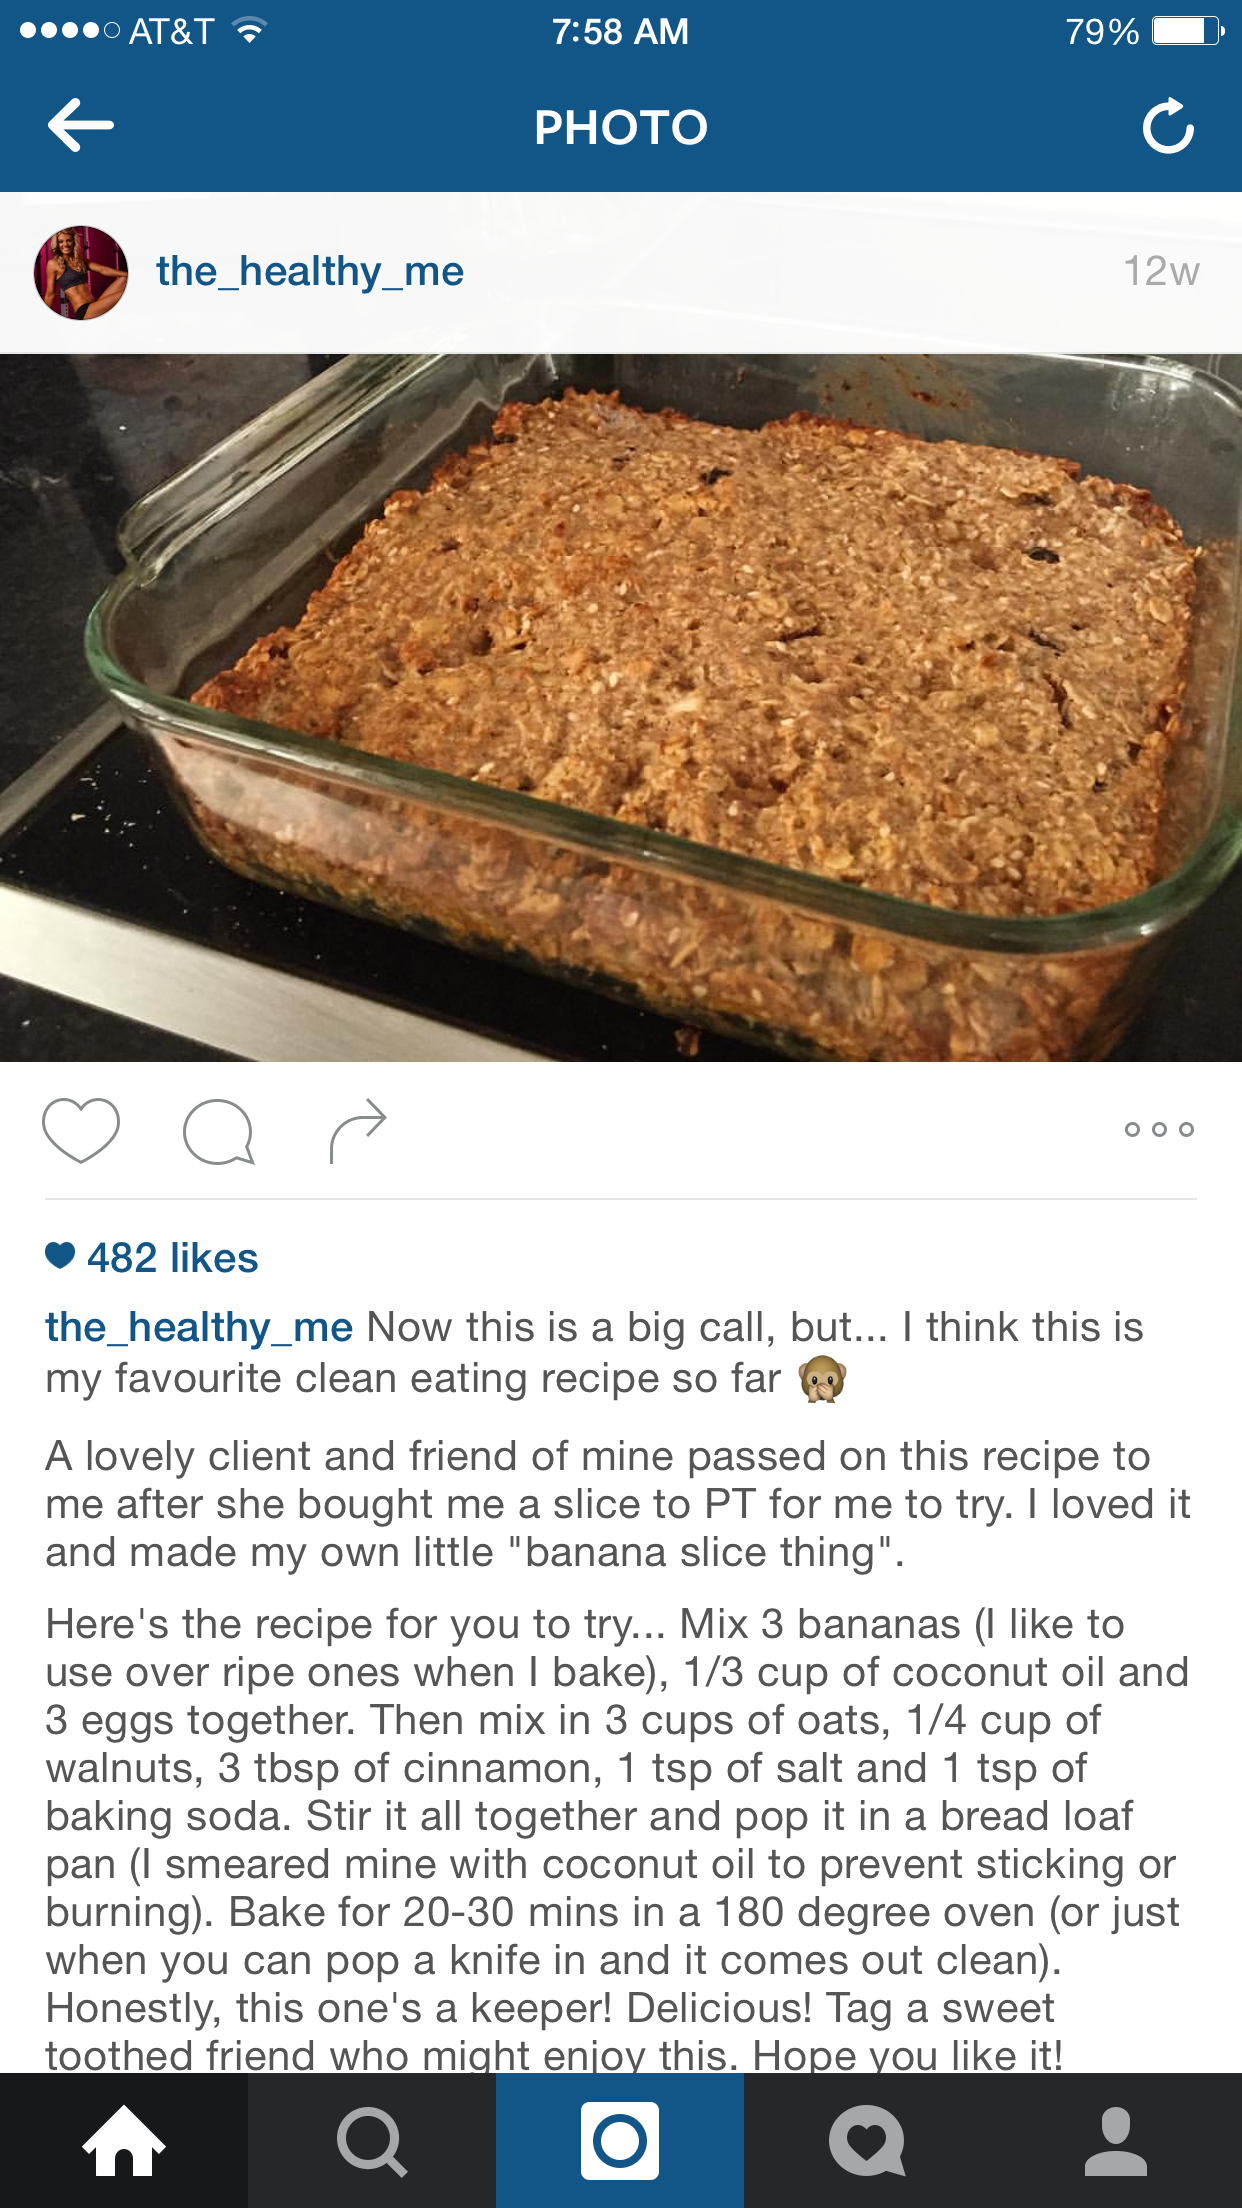 AT&T 7:58 AM 79%
PHOTO
the_healthy_me 12w
482 likes
the_healthy_me Now this is a big call, but... I think this is
my favourite clean eating recipe so far 🙊
A lovely client and friend of mine passed on this recipe to
me after she bought me a slice to PT for me to try. I loved it
and made my own little "banana slice thing".
Here's the recipe for you to try... Mix 3 bananas (I like to
use over ripe ones when I bake), 1/3 cup of coconut oil and
3 eggs together. Then mix in 3 cups of oats, 1/4 cup of
walnuts, 3 tbsp of cinnamon, 1 tsp of salt and 1 tsp of
baking soda. Stir it all together and pop it in a bread loaf
pan (I smeared mine with coconut oil to prevent sticking or
burning). Bake for 20-30 mins in a 180 degree oven (or just
when you can pop a knife in and it comes out clean).
Honestly, this one's a keeper! Delicious! Tag a sweet
toothed friend who might enjoy this. Hope you like it!